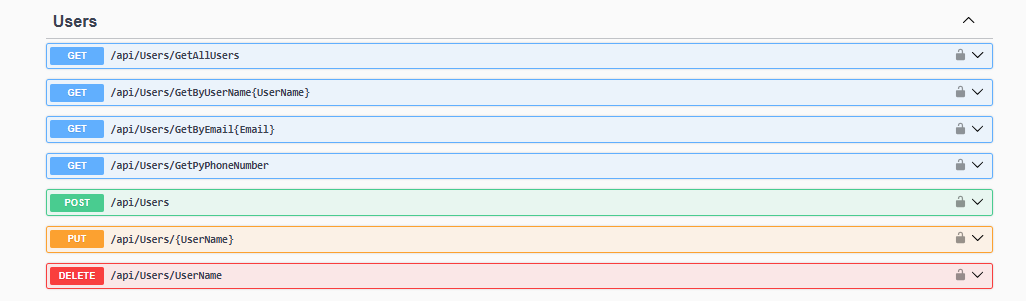 Users
GET /api/Users/GetAllUsers
GET /api/Users/GetByUserName{UserName}
GET /api/Users/GetByEmail{Email}
GET /api/Users/GetPyPhoneNumber
POST /api/Users
PUT /api/Users/{UserName}
DELETE /api/Users/UserName